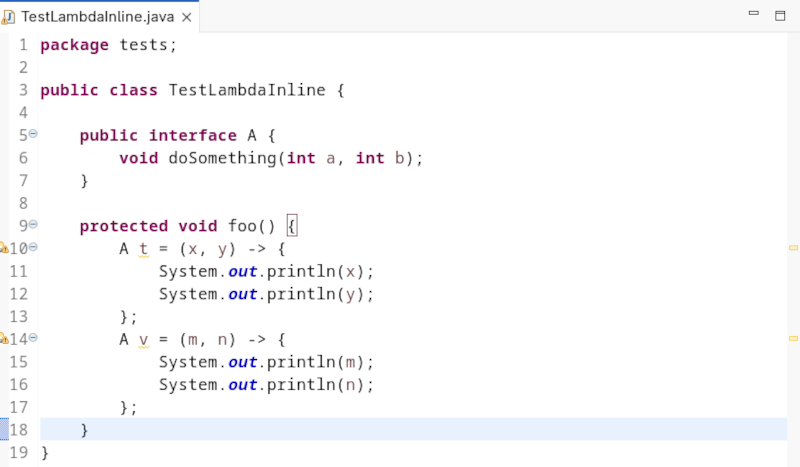 TestLambdaInline.java
1 package tests;
2
3 public class TestLambdaInline {
4
5     public interface A {
6         void doSomething(int a, int b);
7     }
8
9     protected void foo() {
10         A t = (x, y) -> {
11             System.out.println(x);
12             System.out.println(y);
13         };
14         A v = (m, n) -> {
15             System.out.println(m);
16             System.out.println(n);
17         };
18     }
19 }